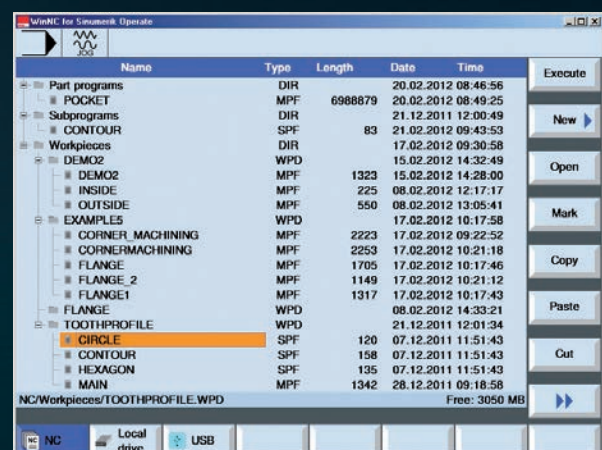 WinNC for Sinumerik Operate
JOG
Name Type Length Date Time
Execute
Part programs DIR 20.02.2012 08:46:56
POCKET MPF 6988879 20.02.2012 08:49:25
Subprograms DIR 21.12.2011 12:00:49
New
CONTOUR SPF 83 21.02.2012 09:43:53
Workpieces DIR 17.02.2012 09:30:58
DEMO2 WPD 15.02.2012 14:32:49
Open
DEMO2 MPF 1323 15.02.2012 14:28:00
INSIDE MPF 225 08.02.2012 12:17:17
OUTSIDE MPF 550 08.02.2012 13:05:41
Mark
EXAMPLE5 WPD 17.02.2012 10:17:58
CORNER_MACHINING MPF 2223 17.02.2012 09:22:52
CORNERMACHINING MPF 2253 17.02.2012 10:21:18
Copy
FLANGE MPF 1705 17.02.2012 10:17:46
FLANGE_2 MPF 1149 17.02.2012 10:21:12
FLANGE1 MPF 1317 17.02.2012 10:17:43
Paste
FLANGE WPD 08.02.2012 14:33:21
TOOTHPROFILE WPD 21.12.2011 12:01:34
CIRCLE SPF 120 07.12.2011 11:51:43
Cut
CONTOUR SPF 158 07.12.2011 11:51:43
HEXAGON SPF 135 07.12.2011 11:51:43
MAIN MPF 1342 28.12.2011 09:18:58
NC/Workpieces/TOOTHPROFILE.WPD Free: 3050 MB
NC NC Local drive USB